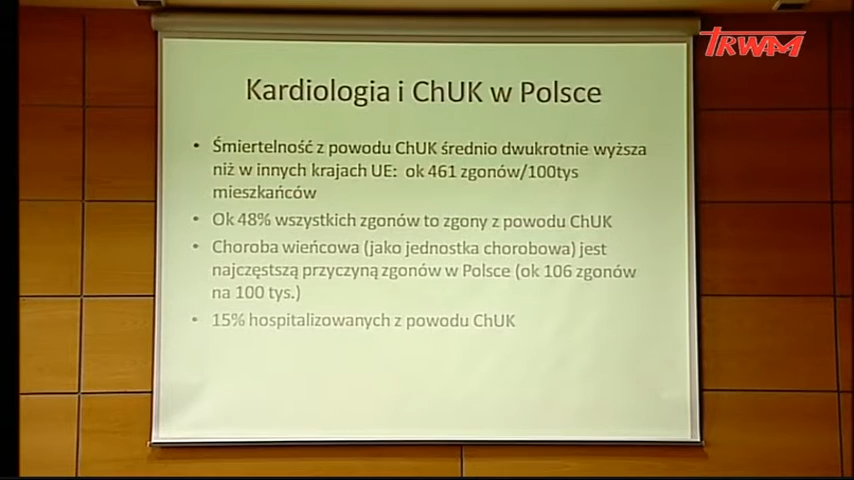 TRWAM
Kardiologia i ChUK w Polsce
• Śmiertelność z powodu ChUK średnio dwukrotnie wyższa
niż w innych krajach UE: ok 461 zgonów/100tys
mieszkańców
• Ok 48% wszystkich zgonów to zgony z powodu ChUK
• Choroba wieńcowa (jako jednostka chorobowa) jest
najczęstszą przyczyną zgonów w Polsce (ok 106 zgonów
na 100 tys.)
• 15% hospitalizowanych z powodu ChUK